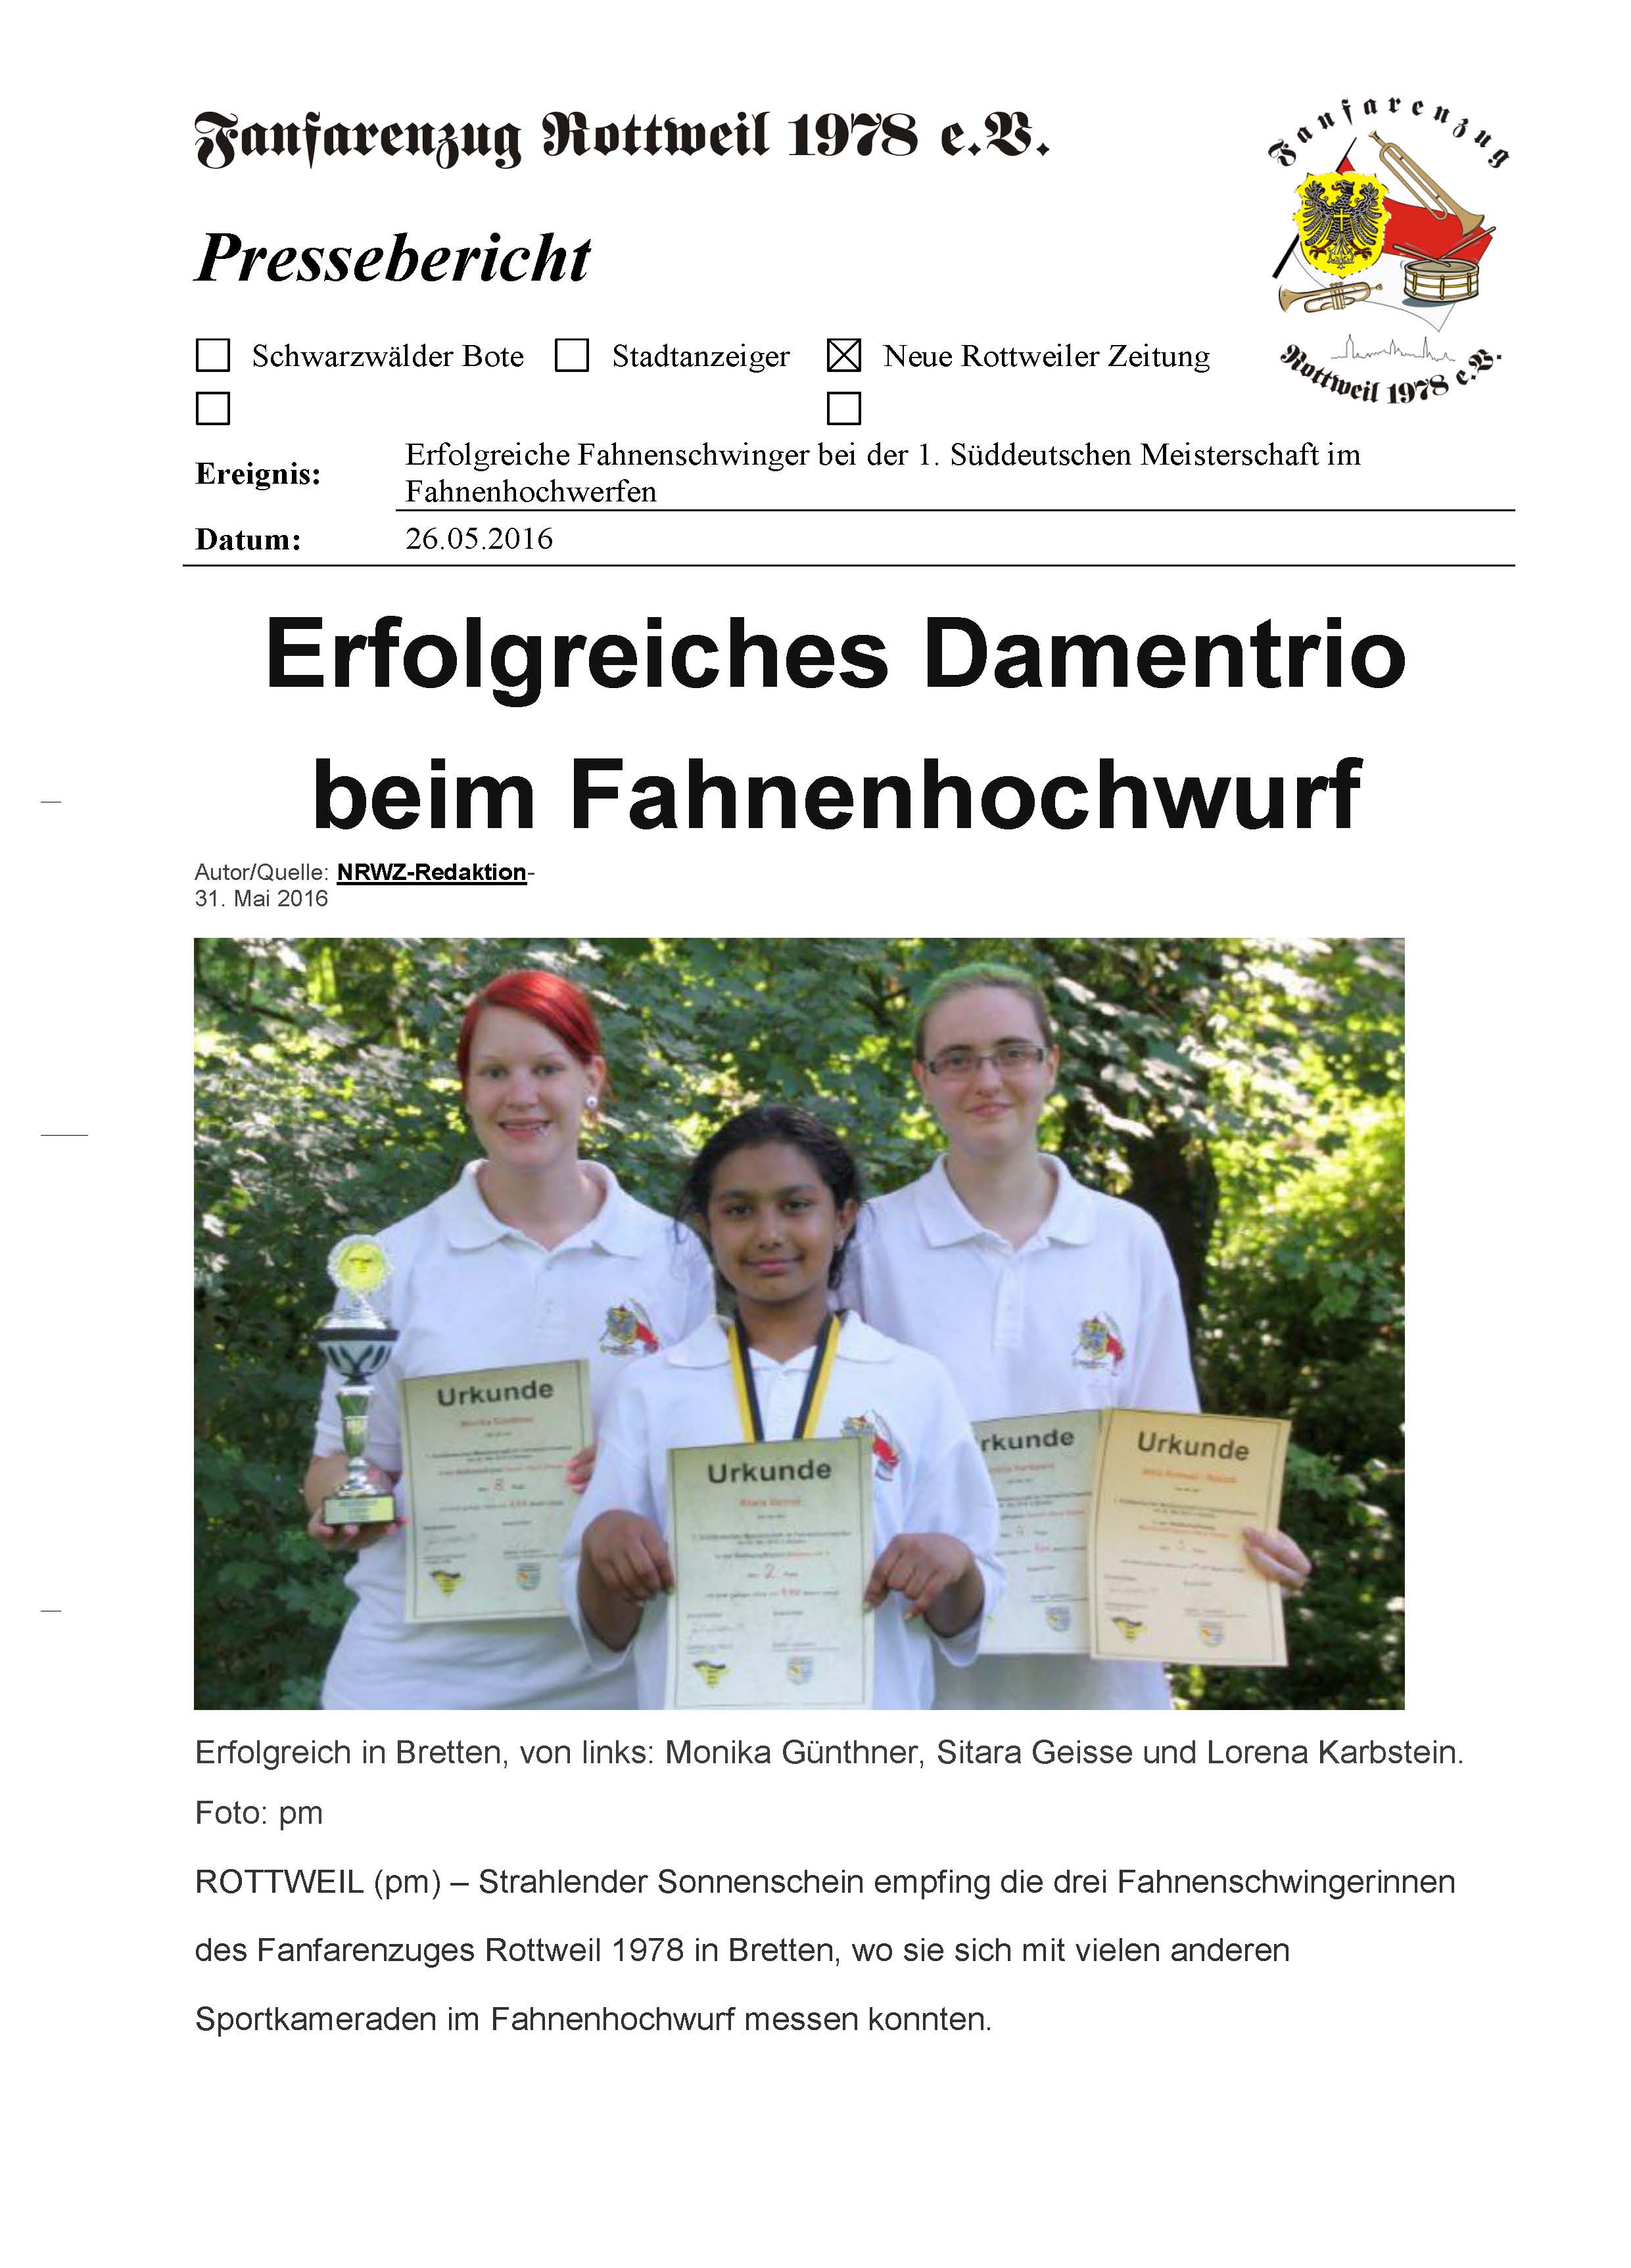 Fanfarenzug Rottweil 1978 e.V.
Fanfarenzug
Rottweil 1978 e.V.
Pressebericht
Schwarzwälder Bote Stadtanzeiger Neue Rottweiler Zeitung
Ereignis: Erfolgreiche Fahnenschwinger bei der 1. Süddeutschen Meisterschaft im
Fahnenhochwerfen
Datum: 26.05.2016
Erfolgreiches Damentrio
beim Fahnenhochwurf
Autor/Quelle: NRWZ-Redaktion-
31. Mai 2016
Urkunde
Urkunde
2.
rkunde
Urkunde
Erfolgreich in Bretten, von links: Monika Günthner, Sitara Geisse und Lorena Karbstein.
Foto: pm
ROTTWEIL (pm) – Strahlender Sonnenschein empfing die drei Fahnenschwingerinnen
des Fanfarenzuges Rottweil 1978 in Bretten, wo sie sich mit vielen anderen
Sportkameraden im Fahnenhochwurf messen konnten.